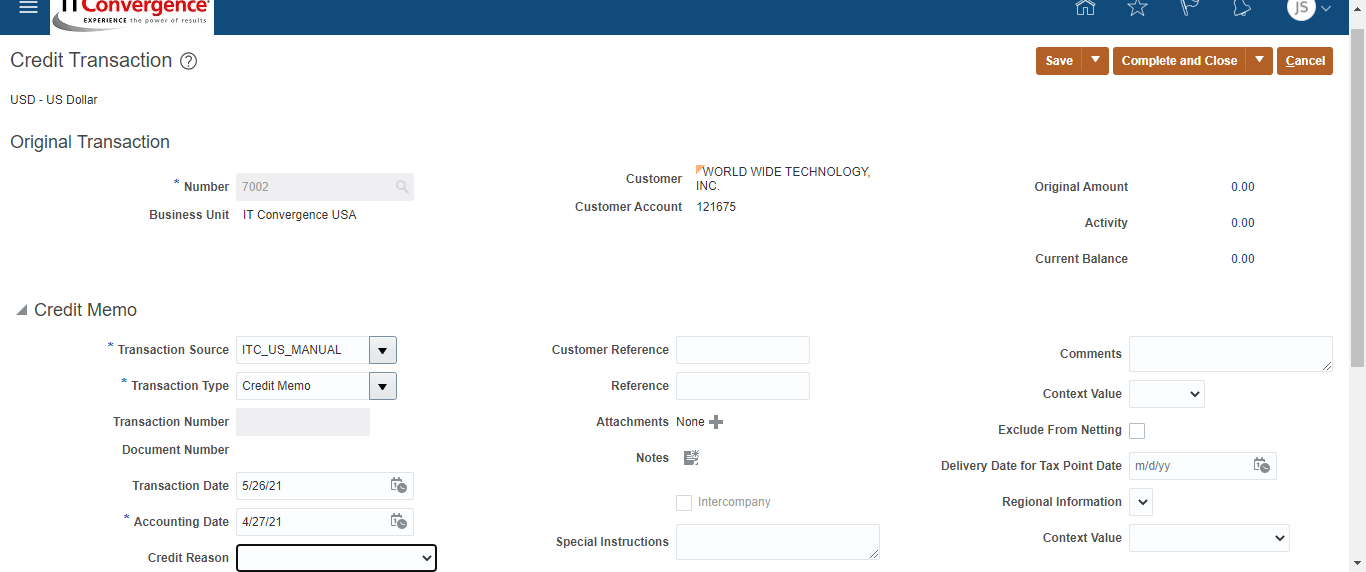 IT Convergence®
EXPERIENCE the power of results
JS
Credit Transaction ?
Save
Complete and Close
Cancel
USD - US Dollar
Original Transaction
* Number 7002
Business Unit IT Convergence USA
Customer WORLD WIDE TECHNOLOGY,
INC.
Customer Account 121675
Original Amount 0.00
Activity 0.00
Current Balance 0.00
Credit Memo
* Transaction Source ITC_US_MANUAL
* Transaction Type Credit Memo
Transaction Number
Document Number
Transaction Date 5/26/21
* Accounting Date 4/27/21
Credit Reason
Customer Reference
Reference
Attachments None
Notes
Intercompany
Special Instructions
Comments
Context Value
Exclude From Netting
Delivery Date for Tax Point Date m/d/yy
Regional Information
Context Value